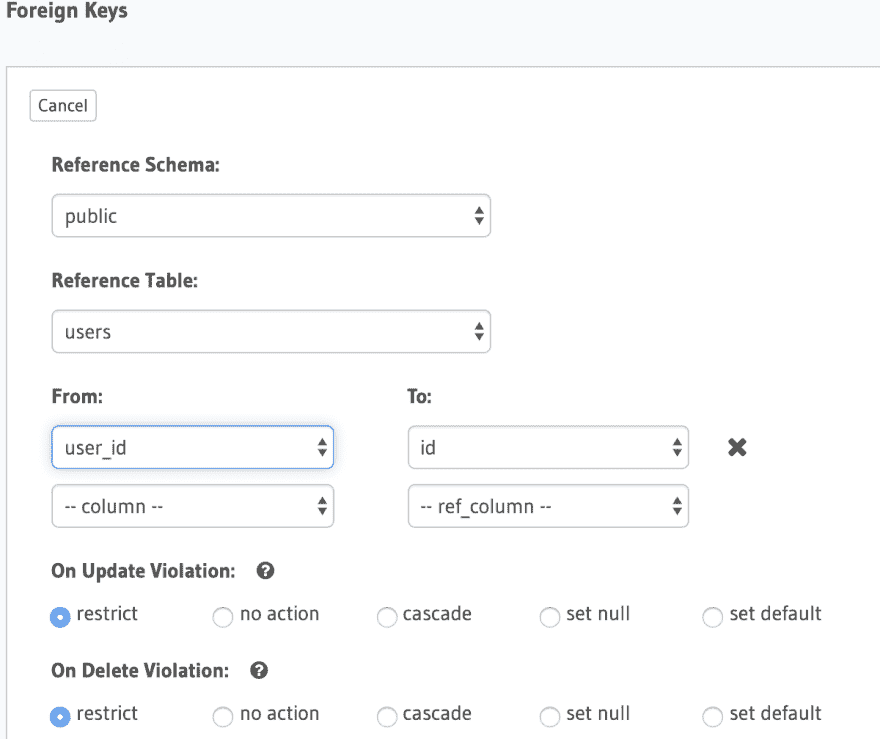 Foreign Keys
Cancel
Reference Schema:
public
Reference Table:
users
From: To:
user_id id
-- column -- -- ref_column --
On Update Violation:
restrict no action cascade set null set default
On Delete Violation:
restrict no action cascade set null set default